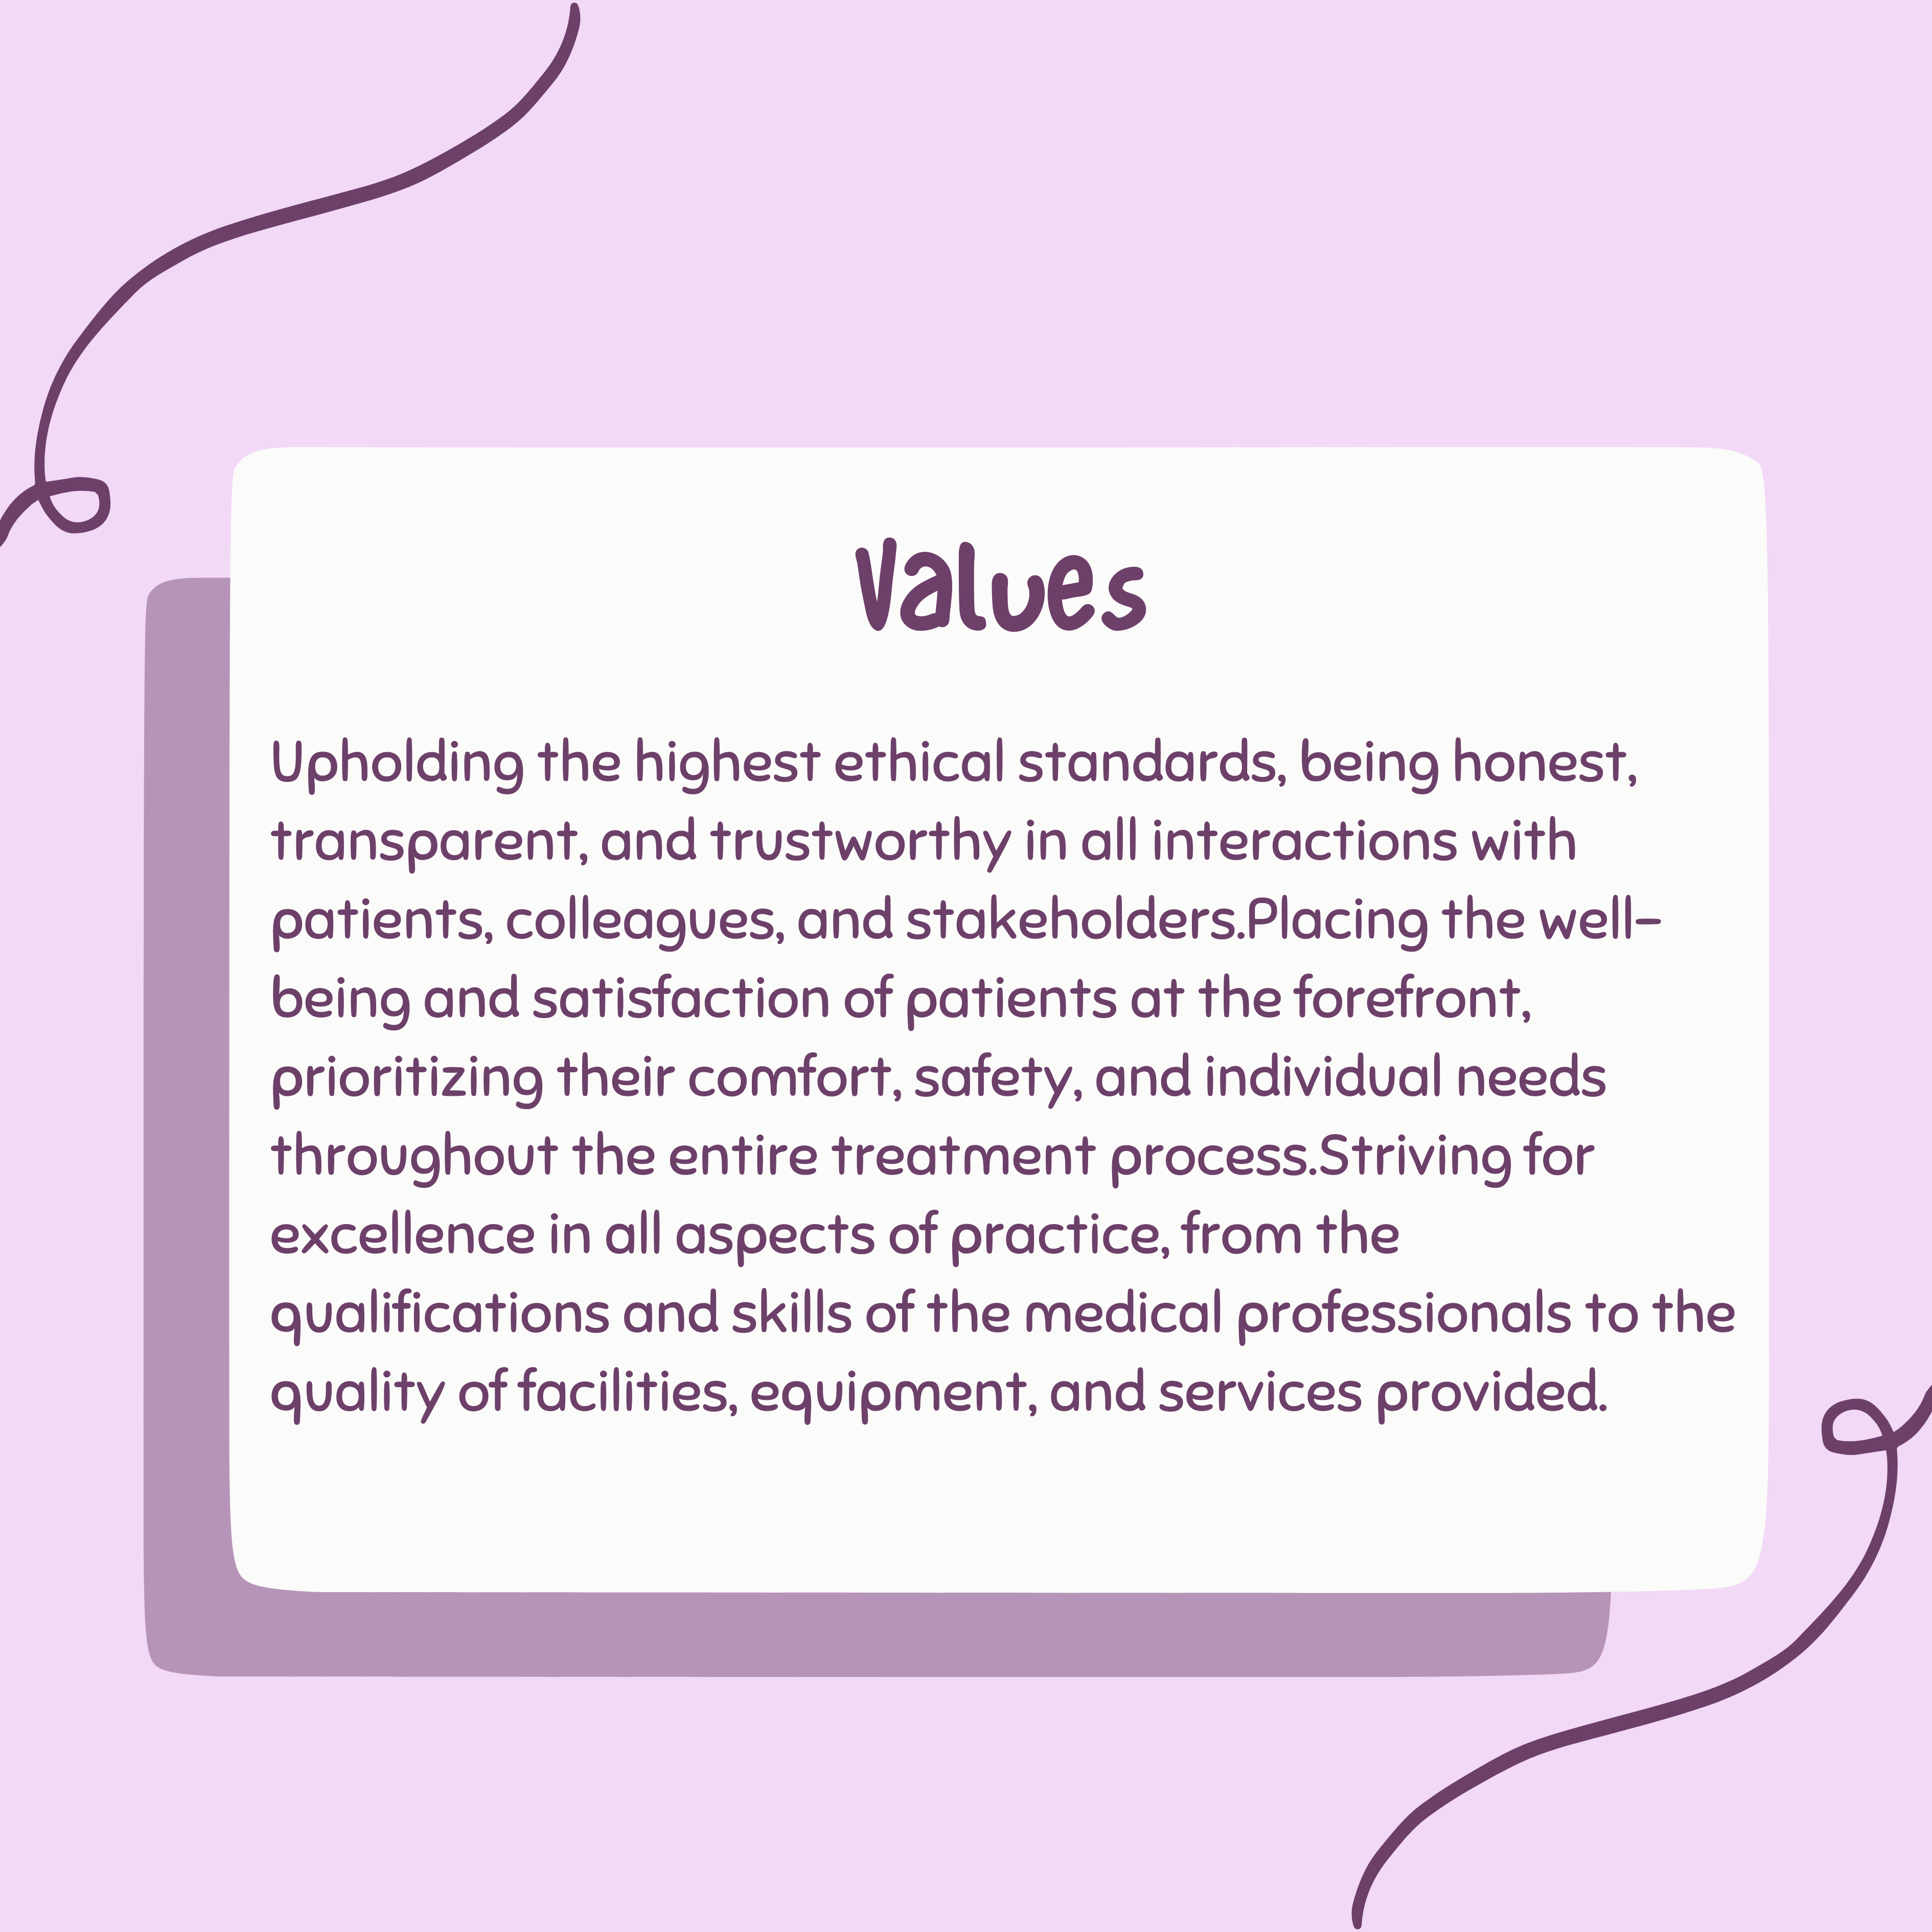 Values
Upholding the highest ethical standards, being honest,
transparent, and trustworthy in all interactions with
patients, colleagues, and stakeholders.Placing the well-
being and satisfaction of patients at the forefront,
prioritizing their comfort, safety, and individual needs
throughout the entire treatment process.Striving for
excellence in all aspects of practice, from the
qualifications and skills of the medical professionals to the
quality of facilities, equipment, and services provided.